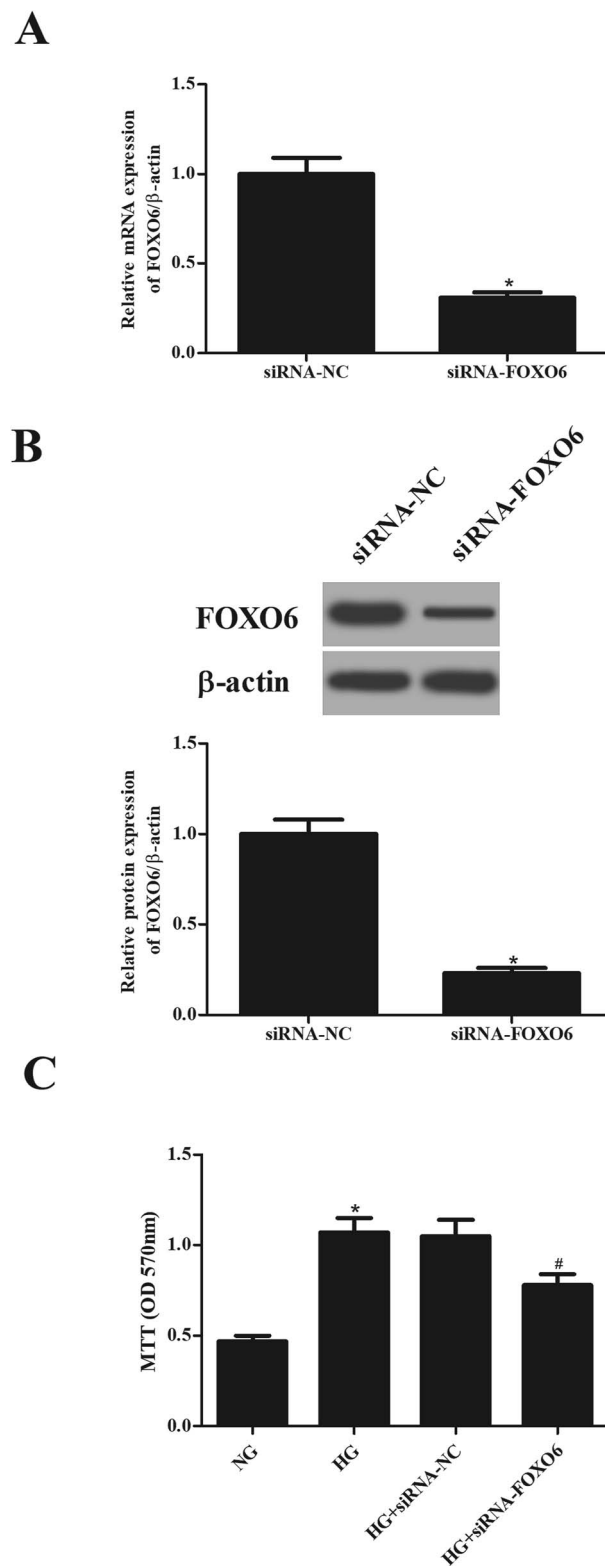 A
Relative mRNA expression
of FOXO6/β-actin
1.5
1.0
0.5
0.0
*
siRNA-NC
siRNA-FOXO6
B
siRNA-NC
siRNA-FOXO6
FOXO6
β-actin
Relative protein expression
of FOXO6/β-actin
1.5
1.0
0.5
0.0
*
siRNA-NC
siRNA-FOXO6
C
MTT (OD 570nm)
1.5
1.0
0.5
0.0
*
#
NG
HG
HG+siRNA-NC
HG+siRNA-FOXO6